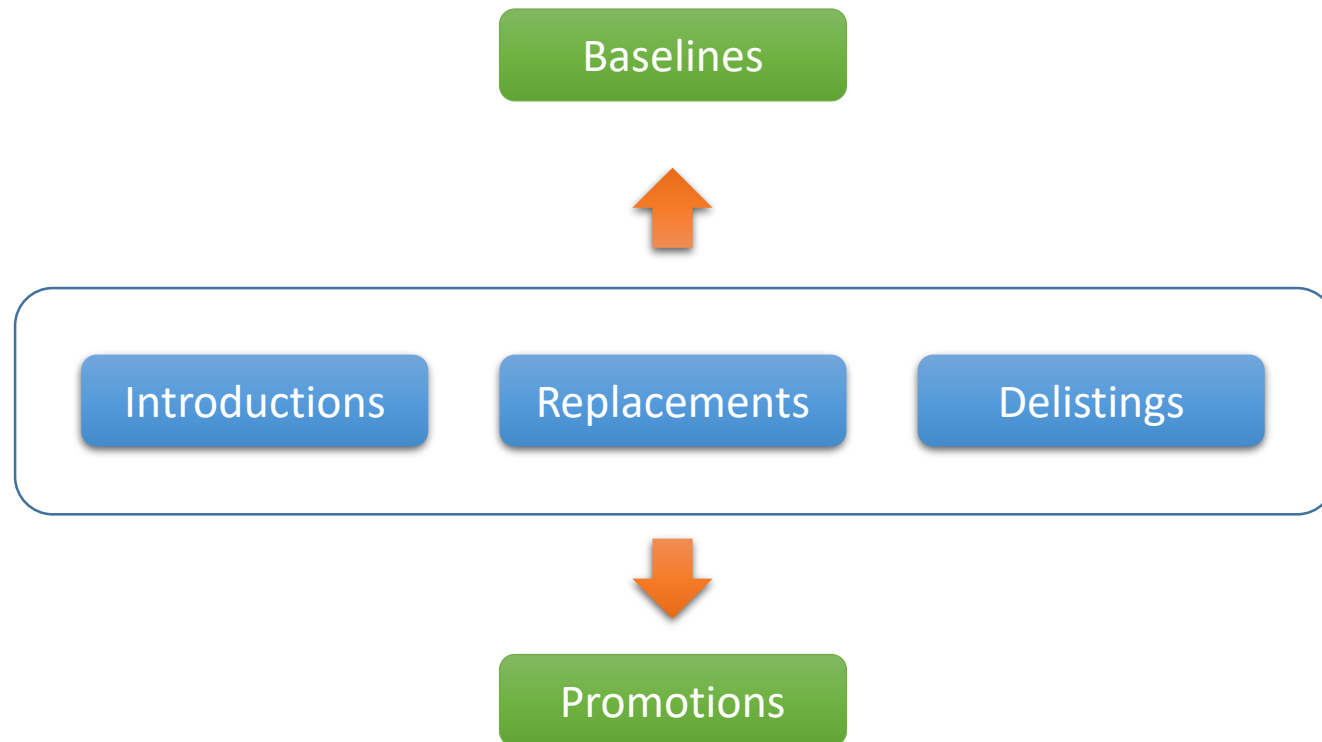 Baselines
Introductions
Replacements
Delistings
Promotions